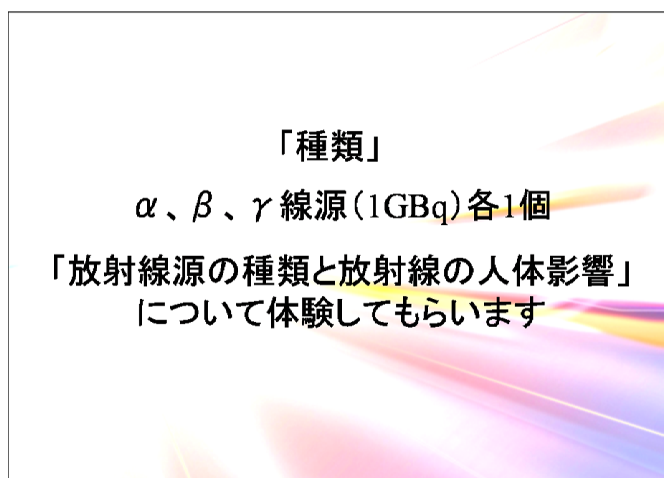 「種類」
α、β、γ線源（1GBq）各1個
「放射線源の種類と放射線の人体影響」
について体験してもらいます